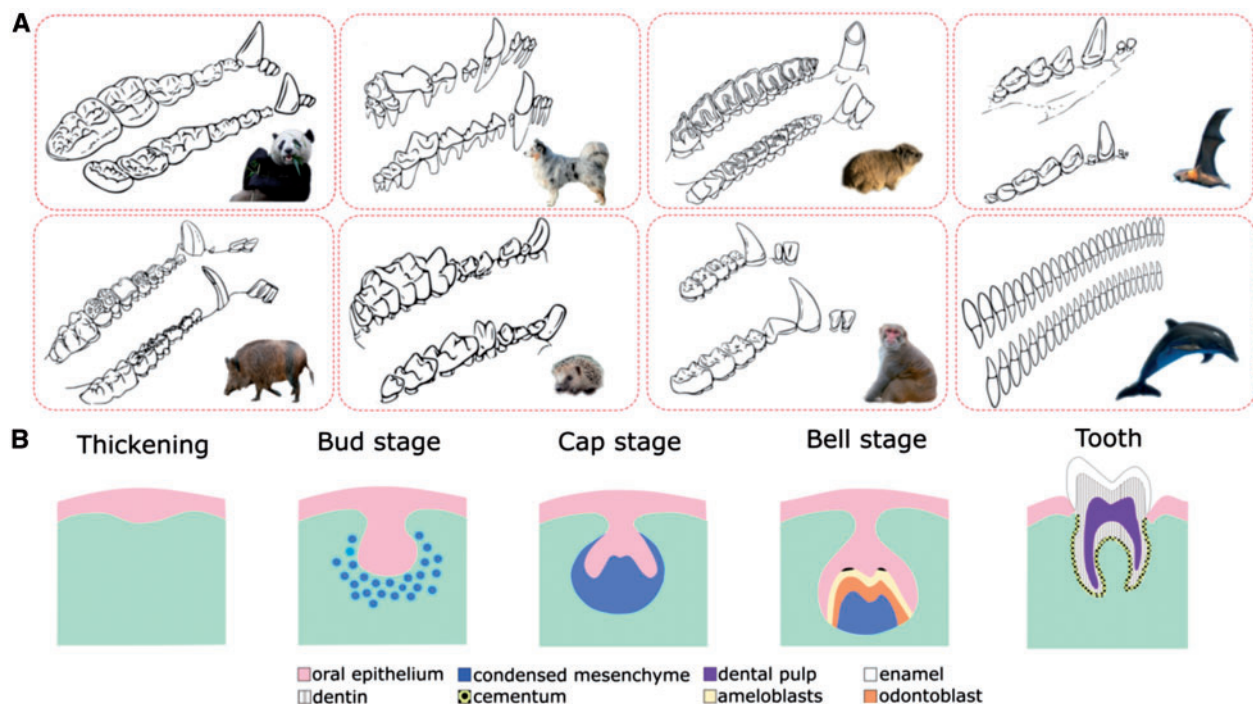 A
B
Thickening Bud stage Cap stage Bell stage Tooth
oral epithelium condensed mesenchyme dental pulp enamel
dentin cementum ameloblasts odontoblast